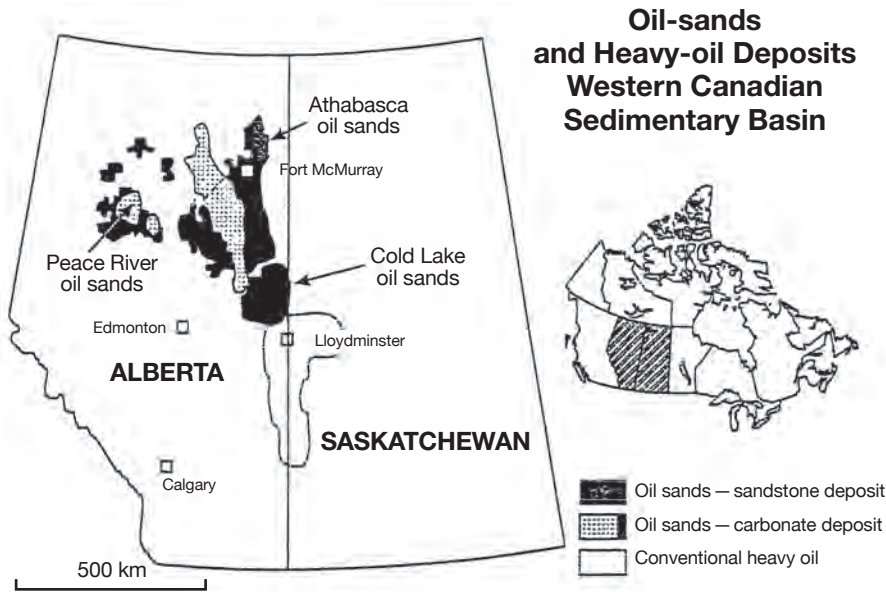 Oil-sands
and Heavy-oil Deposits
Western Canadian
Sedimentary Basin
Athabasca
oil sands
Fort McMurray
Peace River
oil sands
Cold Lake
oil sands
Edmonton
Lloydminster
ALBERTA
SASKATCHEWAN
Calgary
500 km
Oil sands — sandstone deposit
Oil sands — carbonate deposit
Conventional heavy oil